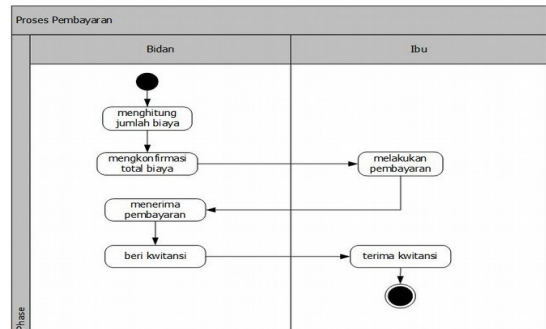 Proses Pembayaran
Bidan
Ibu
menghitung
jumlah biaya
mengkonfirmasi
total biaya
melakukan
pembayaran
menerima
pembayaran
beri kwitansi
terima kwitansi
Phase